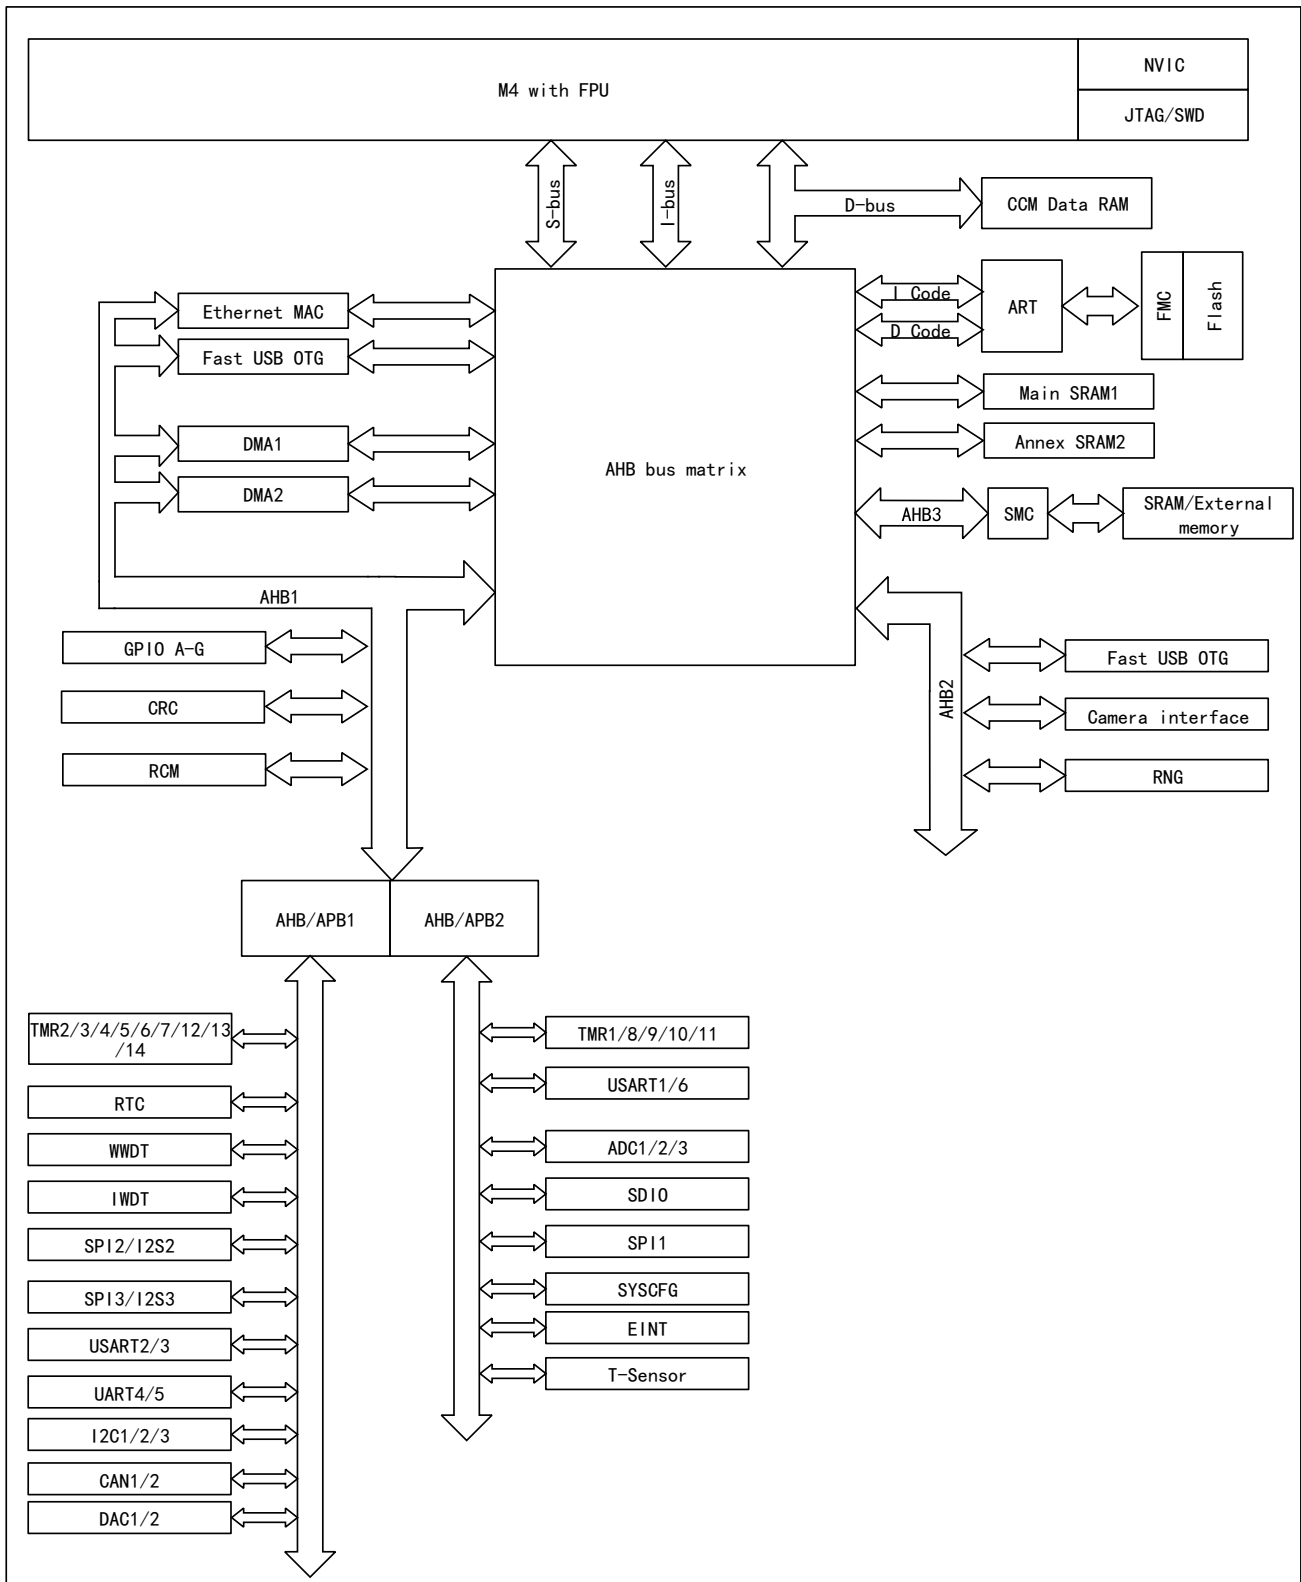 M4 with FPU
NVIC
JTAG/SWD
S-bus
I-bus
D-bus
CCM Data RAM
Ethernet MAC
Fast USB OTG
DMA1
DMA2
AHB bus matrix
I Code
D Code
ART
FMC
Flash
Main SRAM1
Annex SRAM2
AHB3
SMC
SRAM/External
memory
AHB1
GPIO A-G
CRC
RCM
AHB2
Fast USB OTG
Camera interface
RNG
AHB/APB1
AHB/APB2
TMR2/3/4/5/6/7/12/13
/14
RTC
WWDT
IWDT
SPI2/I2S2
SPI3/I2S3
USART2/3
UART4/5
I2C1/2/3
CAN1/2
DAC1/2
TMR1/8/9/10/11
USART1/6
ADC1/2/3
SDIO
SPI1
SYSCFG
EINT
T-Sensor